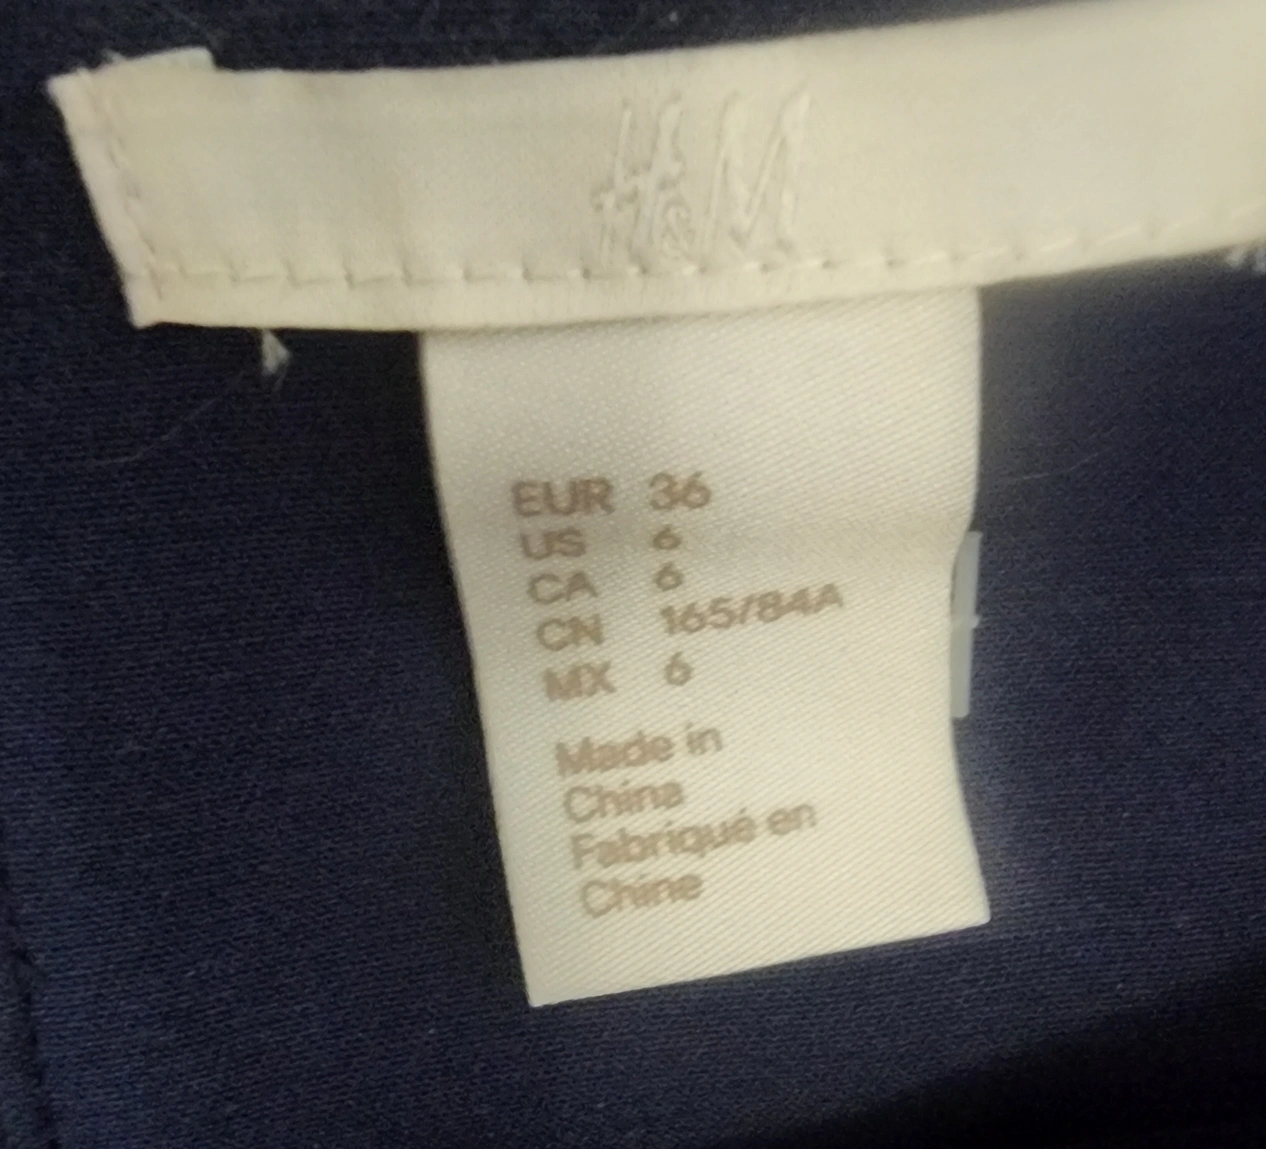 H&M
EUR 36
US 6
CA 6
CN 165/84A
MX 6
Made in
China
Fabriqué en
Chine